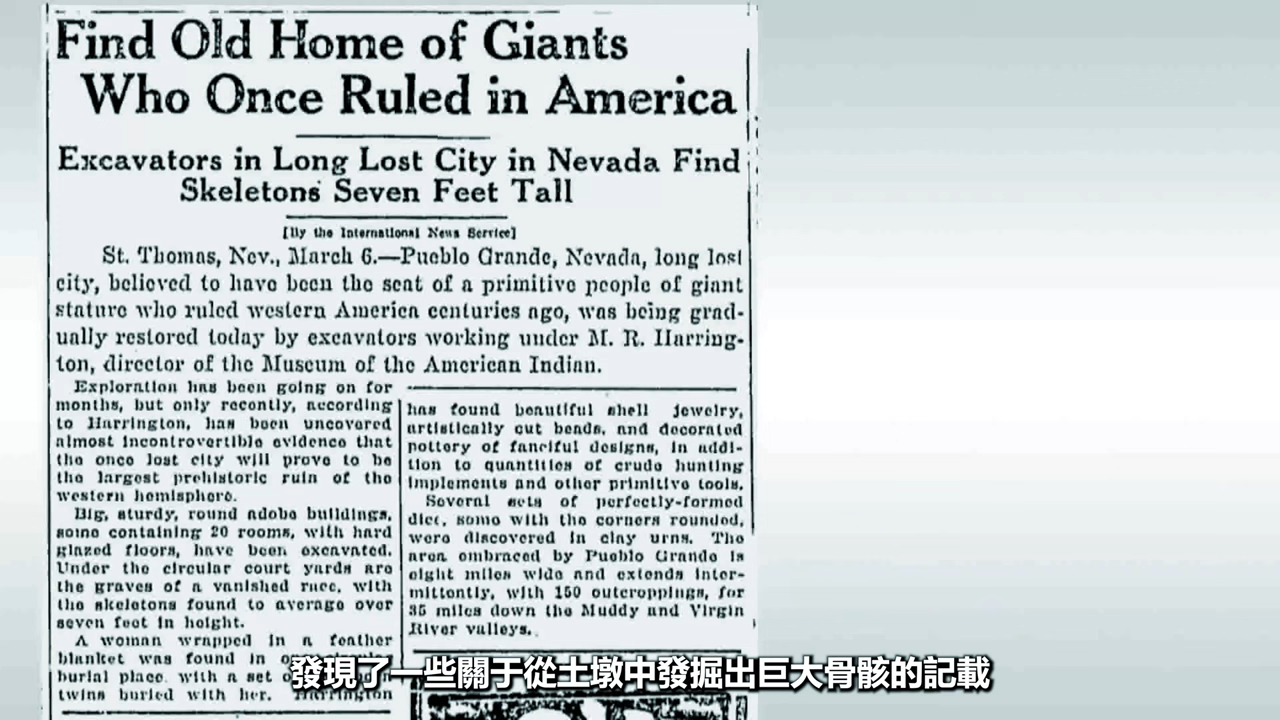 Find Old Home of Giants
Who Once Ruled in America
Excavators in Long Lost City in Nevada Find
Skeletons Seven Feet Tall
[By the International News Service]
St. Thomas, Nev., March 6.—Pueblo Grande, Nevada, long lost
city, believed to have been the seat of a primitive people of giant
stature who ruled western America centuries ago, was being grad-
ually restored today by excavators working under M. R. Harring-
ton, director of the Museum of the American Indian.
Exploration has been going on for
months, but only recently, according
to Harrington, has been uncovered
almost incontrovertible evidence that
the once lost city will prove to be
the largest prehistoric ruin of the
western hemisphere.
Big, sturdy, round adobe buildings,
some containing 20 rooms, with hard
glazed floors, have been excavated.
Under the circular court yards are
the graves of a vanished race, with
the skeletons found to average over
seven feet in height.
A woman wrapped in a feather
blanket was found in
burial place, with a set
twins buried with her. Harrington
has found beautiful shell jewelry,
artistically cut beads, and decorated
pottery of fanciful designs, in addi-
tion to quantities of crude hunting
implements and other primitive tools.
Several sets of perfectly-formed
dice, some with the corners rounded,
were discovered in clay urns. The
area embraced by Pueblo Grande is
eight miles wide and extends inter-
mittently, with 150 outcroppings, for
35 miles down the Muddy and Virgin
River valleys.
發現了一些關于從土墩中發掘出巨大骨骸的記載